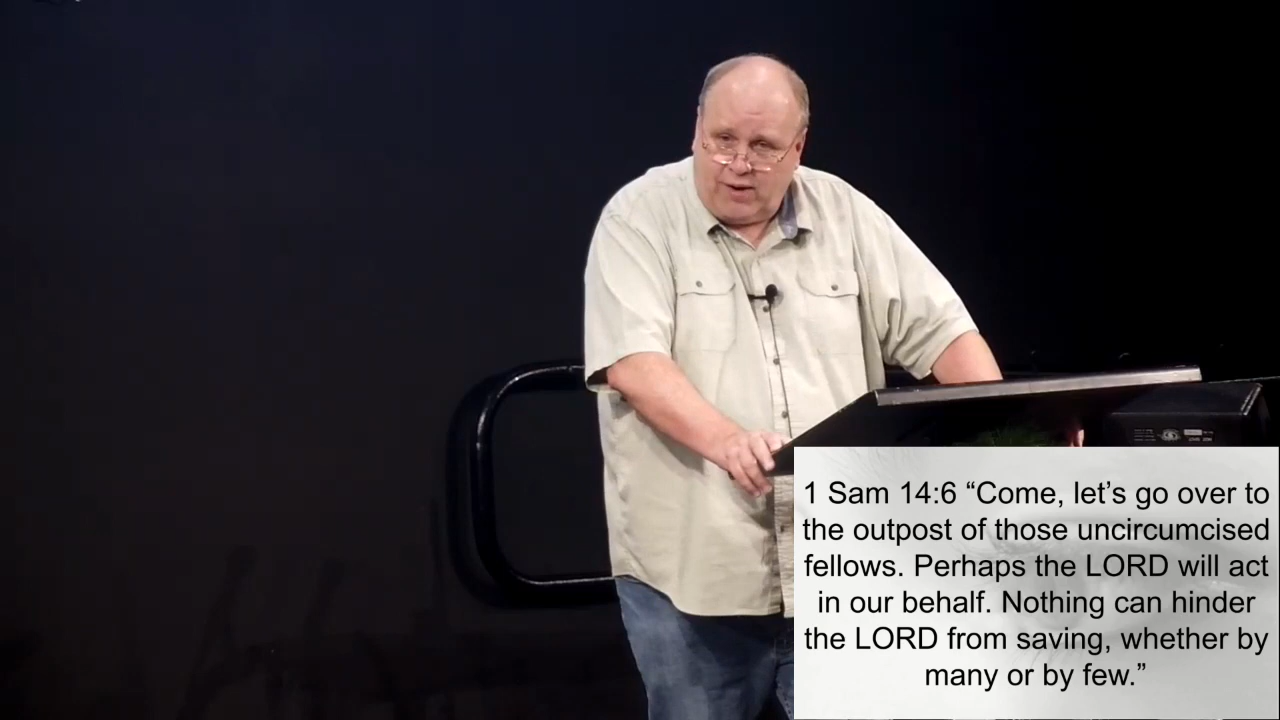 1 Sam 14:6 “Come, let’s go over to
the outpost of those uncircumcised
fellows. Perhaps the LORD will act
in our behalf. Nothing can hinder
the LORD from saving, whether by
many or by few.”